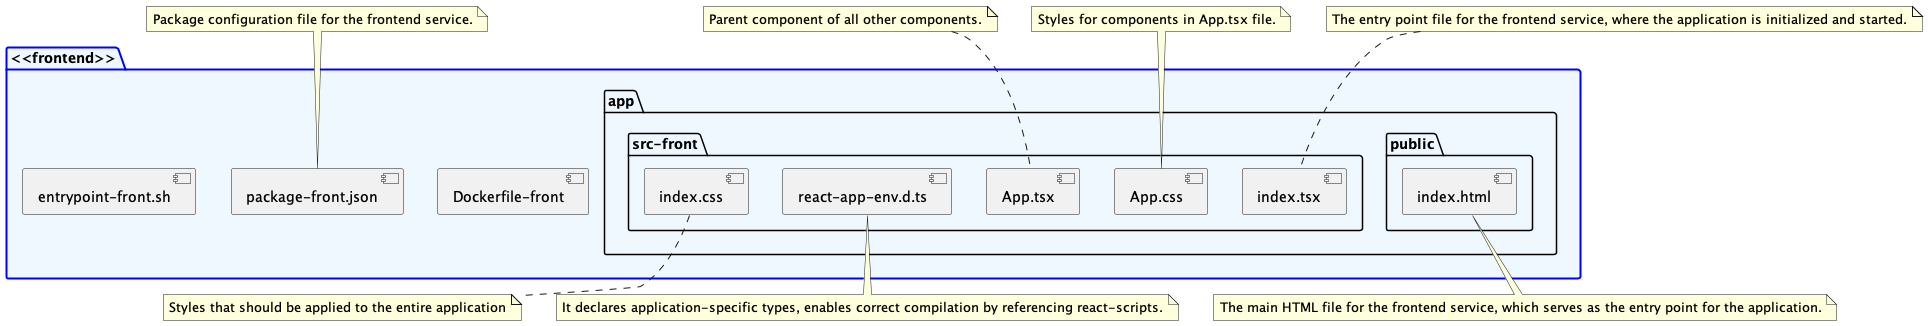 Package configuration file for the frontend service.
Parent component of all other components.
Styles for components in App.tsx file.
The entry point file for the frontend service, where the application is initialized and started.
<<frontend>>
app
src-front
public
entrypoint-front.sh
package-front.json
Dockerfile-front
index.css
react-app-env.d.ts
App.tsx
App.css
index.tsx
index.html
Styles that should be applied to the entire application
It declares application-specific types, enables correct compilation by referencing react-scripts.
The main HTML file for the frontend service, which serves as the entry point for the application.